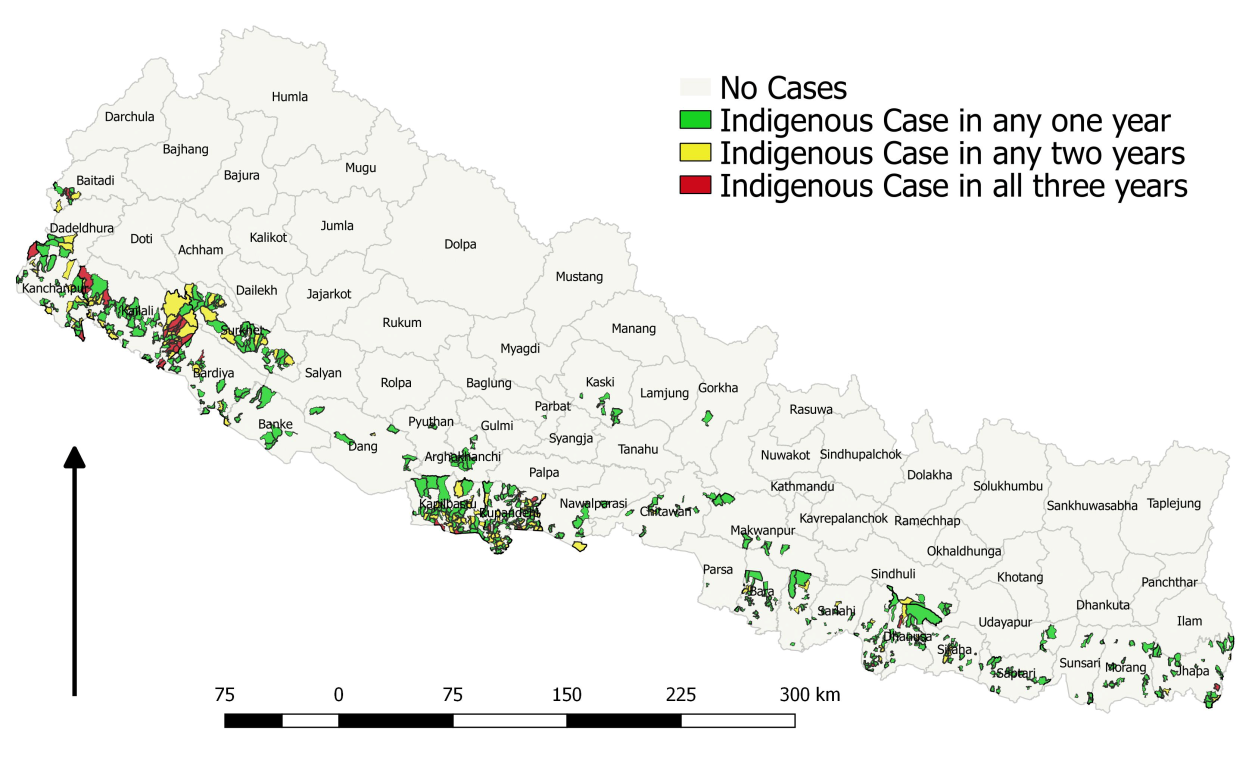 No Cases
Indigenous Case in any one year
Indigenous Case in any two years
Indigenous Case in all three years
Humla
Darchula
Bajhang
Mugu
Bajura
Baitadi
Dadeldhura
Jumla
Doti
Kalikot
Achham
Dolpa
Mustang
Kanchanpur
Dailekh
Jajarkot
Kailali
Rukum
Surkhet
Manang
Myagdi
Bardiya
Salyan
Rolpa
Baglung
Kaski
Lamjung
Gorkha
Parbat
Rasuwa
Banke
Pyuthan
Gulmi
Syangja
Dang
Tanahu
Nuwakot
Sindhupalchok
Arghakhanchi
Palpa
Dolakha
Kathmandu
Solukhumbu
Kapilbastu
Nawalparasi
Sankhuwasabha
Taplejung
Rupandehi
Chitawan
Kavrepalanchok
Ramechhap
Makwanpur
Okhaldhunga
Parsa
Sindhuli
Khotang
Panchthar
Bara
Sarlahi
Dhankuta
Udayapur
Ilam
Dhanusa
Siraha
Saptari
Sunsari
Morang
Jhapa
75 0 75 150 225 300 km